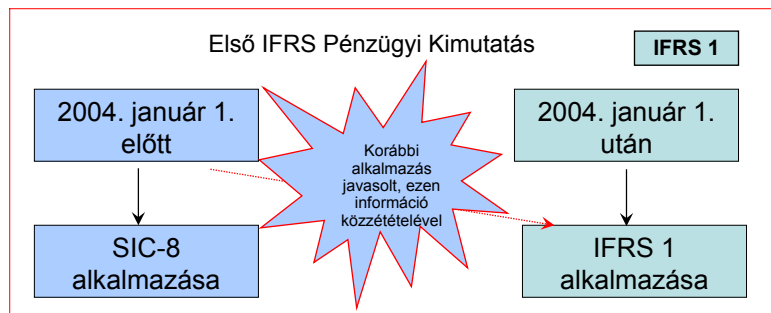 Első IFRS Pénzügyi Kimutatás
IFRS 1
2004. január 1.
előtt
Korábbi
alkalmazás
javasolt, ezen
információ
közzétételével
2004. január 1.
után
SIC-8
alkalmazása
IFRS 1
alkalmazása